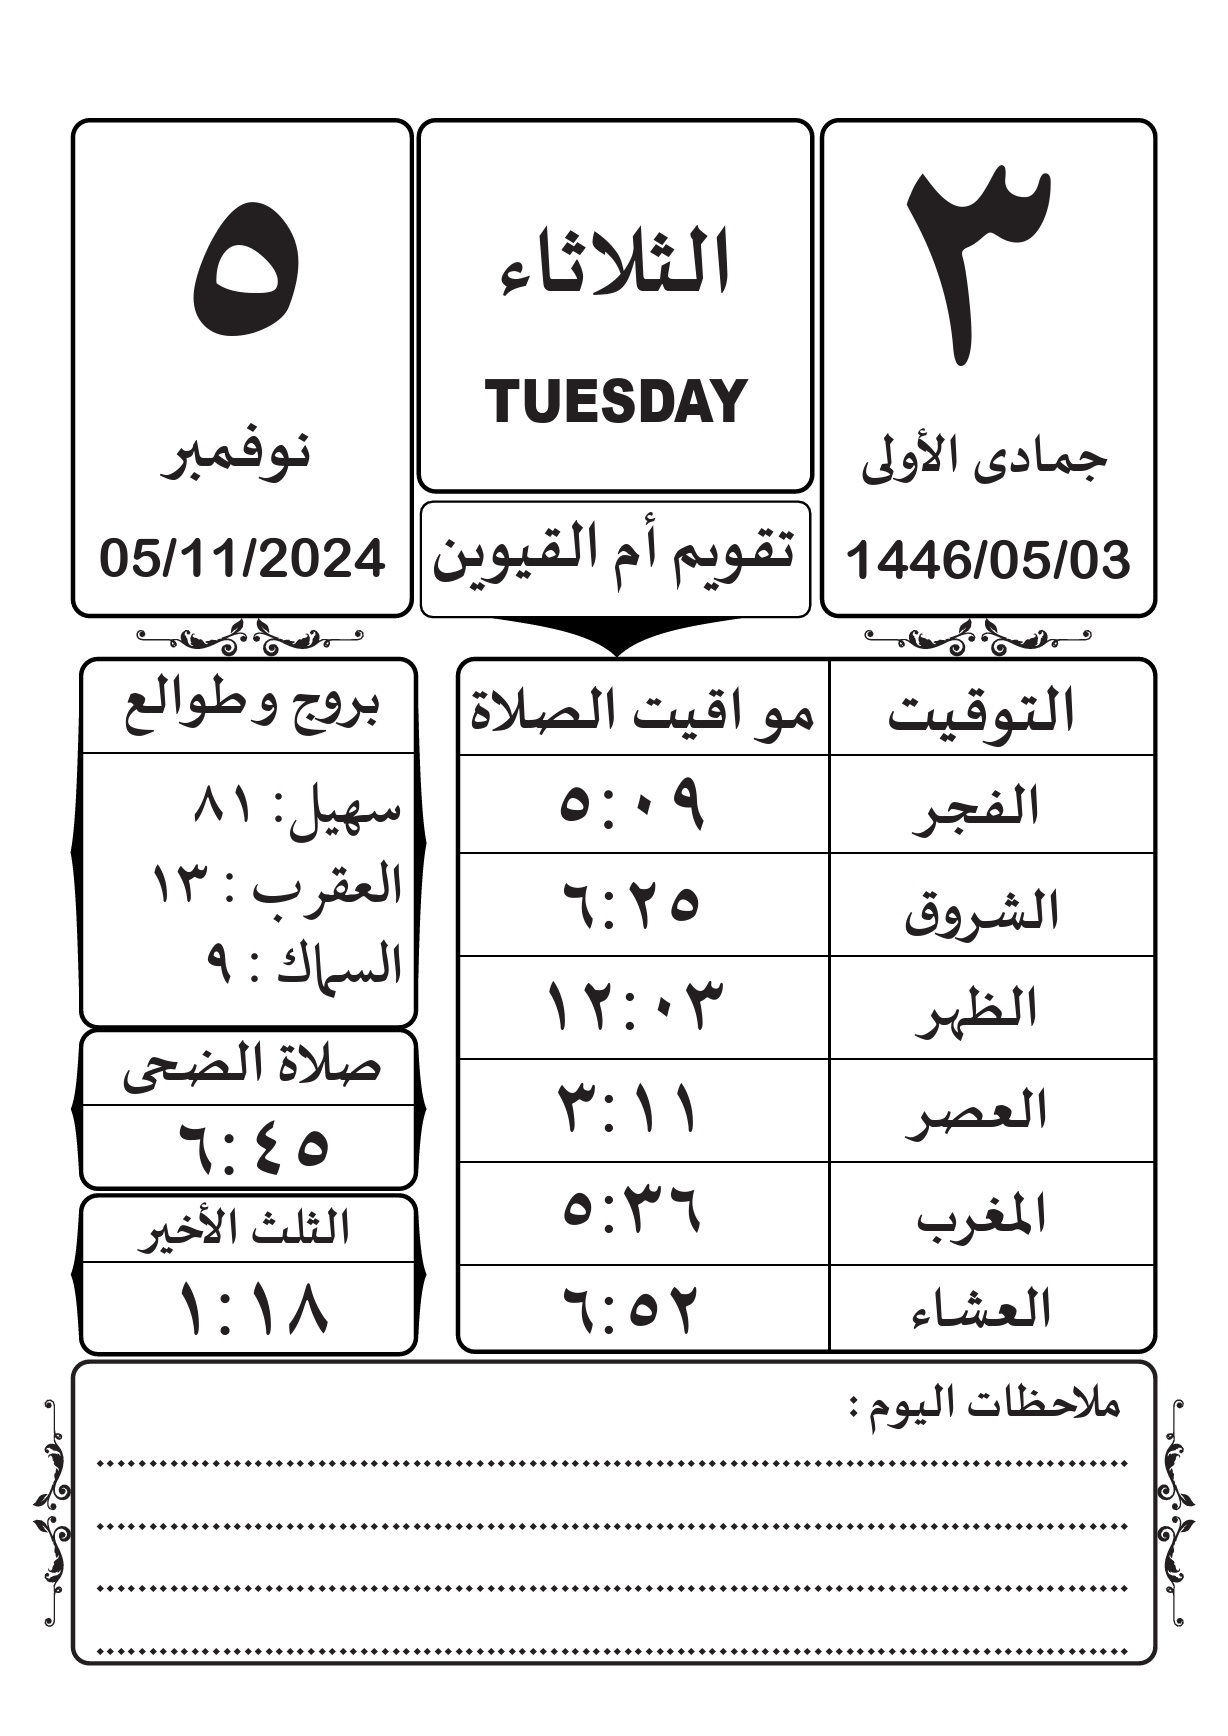 ٣
جمادى الأولى
1446/05/03
الثلاثاء
TUESDAY
تقويم أم القيوين
٥
نوفمبر
05/11/2024
التوقيت مو اقيت الصلاة
الفجر ٥:٠٩
الشروق ٦:٢٥
الظهر ١٢:٠٣
العصر ٣:١١
المغرب ٥:٣٦
العشاء ٦:٥٢
بروج وطوالع
سهيل: ٨١
العقرب : ١٣
السماك : ٩
صلاة الضحى
٦:٤٥
الثلث الأخير
١:١٨
ملاحظات اليوم :